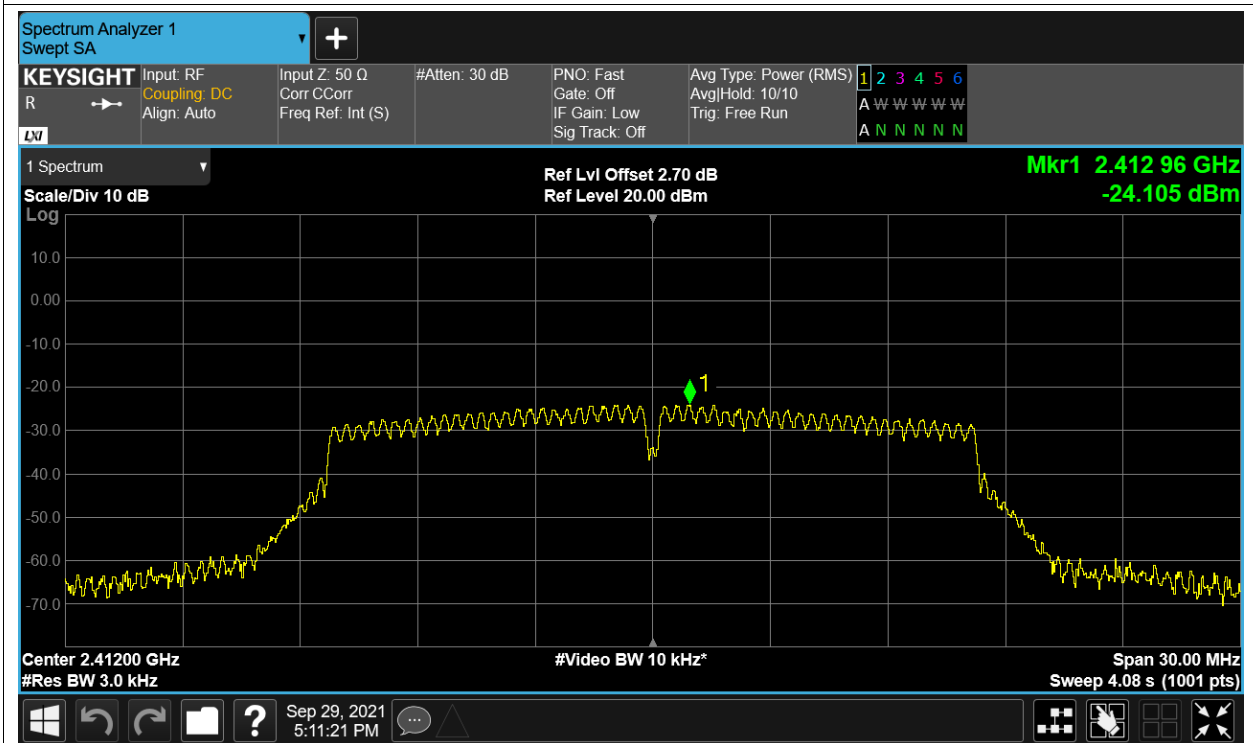 Spectrum Analyzer 1
Swept SA
+
KEYSIGHT Input: RF Input Z: 50 Ω #Atten: 30 dB PNO: Fast Avg Type: Power (RMS) 1 2 3 4 5 6
R Coupling: DC Corr CCorr Gate: Off Avg|Hold: 10/10 A W W W W W
Align: Auto Freq Ref: Int (S) IF Gain: Low Trig: Free Run
LXI Sig Track: Off A N N N N N
1 Spectrum Ref Lvl Offset 2.70 dB Mkr1 2.412 96 GHz
Scale/Div 10 dB Ref Level 20.00 dBm -24.105 dBm
Log
10.0
0.00
-10.0
-20.0
1
-30.0
-40.0
-50.0
-60.0
-70.0
Center 2.41200 GHz #Video BW 10 kHz* Span 30.00 MHz
#Res BW 3.0 kHz Sweep 4.08 s (1001 pts)
? Sep 29, 2021
5:11:21 PM